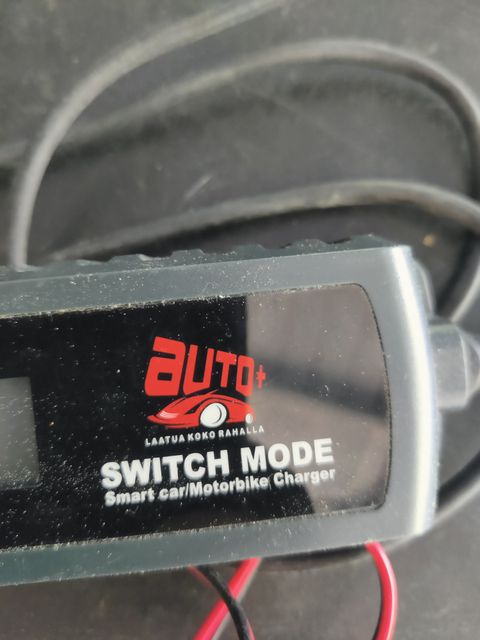 AUTO+
LAATUA KOKO RAHALLA
SWITCH MODE
Smart car/Motorbike Charger